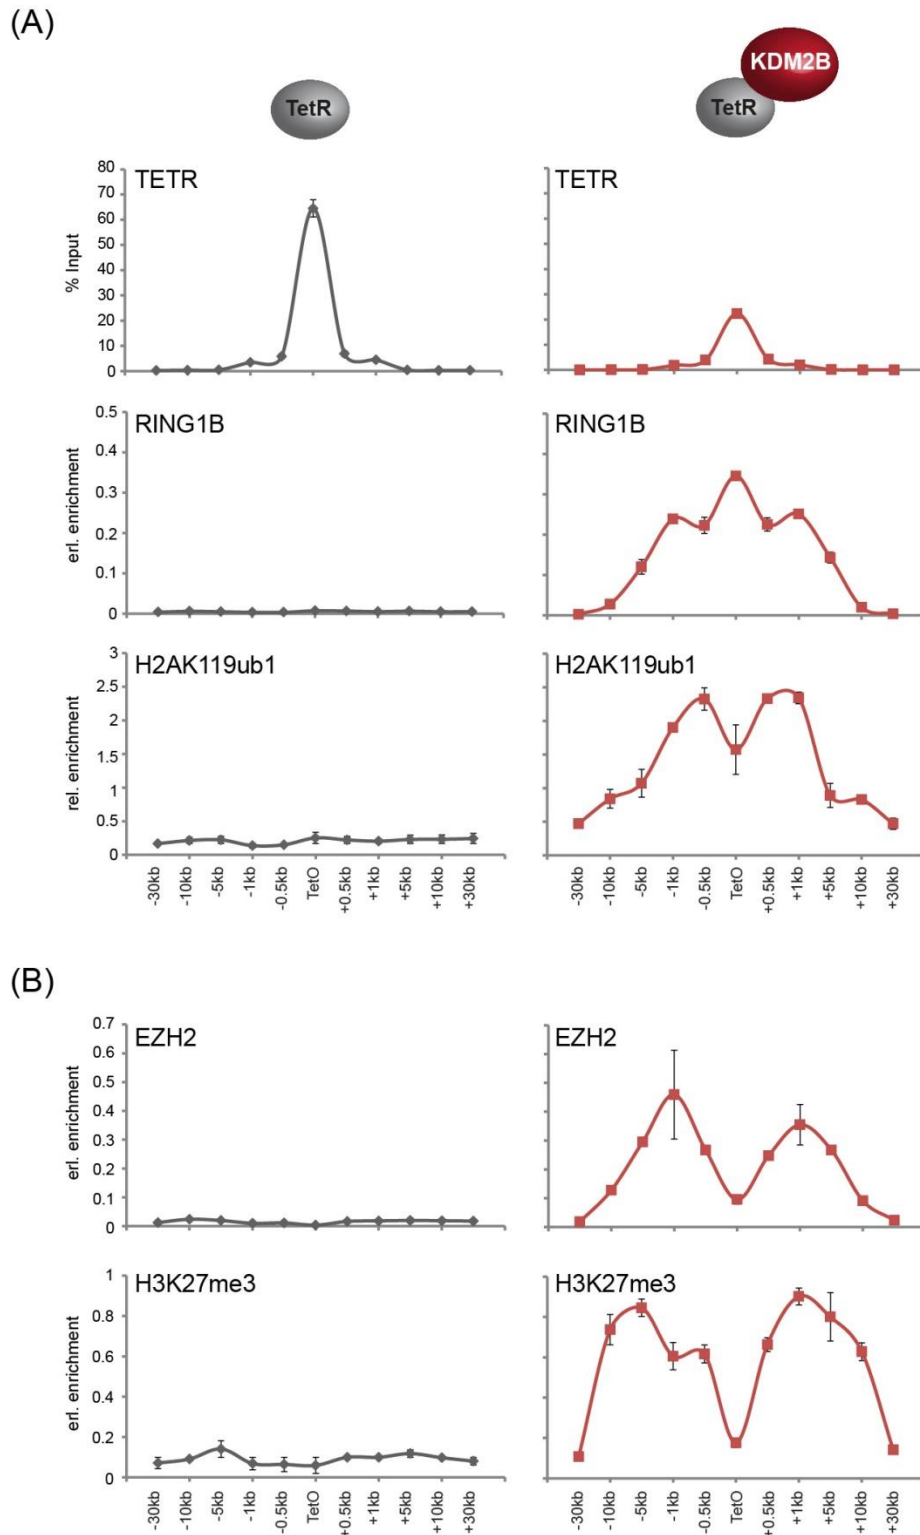 (A)
TetR
KDM2B
TetR
TETR
TETR
% Input
80
70
60
50
40
30
20
10
0
RING1B
RING1B
erl. enrichment
0.5
0.4
0.3
0.2
0.1
0
H2AK119ub1
H2AK119ub1
rel. enrichment
3
2.5
2
1.5
1
0.5
0
-30kb
-10kb
-5kb
-1kb
-0.5kb
TetO
+0.5kb
+1kb
+5kb
+10kb
+30kb
-30kb
-10kb
-5kb
-1kb
-0.5kb
TetO
+0.5kb
+1kb
+5kb
+10kb
+30kb
(B)
EZH2
EZH2
erl. enrichment
0.7
0.6
0.5
0.4
0.3
0.2
0.1
0
H3K27me3
H3K27me3
erl. enrichment
1
0.8
0.6
0.4
0.2
0
-30kb
-10kb
-5kb
-1kb
-0.5kb
TetO
+0.5kb
+1kb
+5kb
+10kb
+30kb
-30kb
-10kb
-5kb
-1kb
-0.5kb
TetO
+0.5kb
+1kb
+5kb
+10kb
+30kb